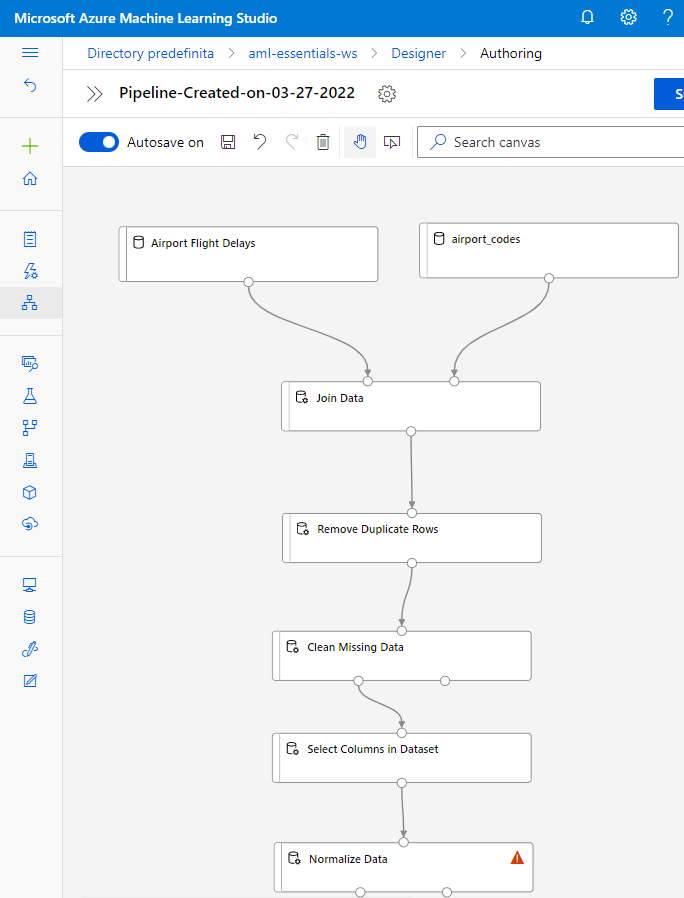 Microsoft Azure Machine Learning Studio
Directory predefinita > aml-essentials-ws > Designer > Authoring
Pipeline-Created-on-03-27-2022
S
Autosave on
Search canvas
Airport Flight Delays
airport_codes
Join Data
Remove Duplicate Rows
Clean Missing Data
Select Columns in Dataset
Normalize Data